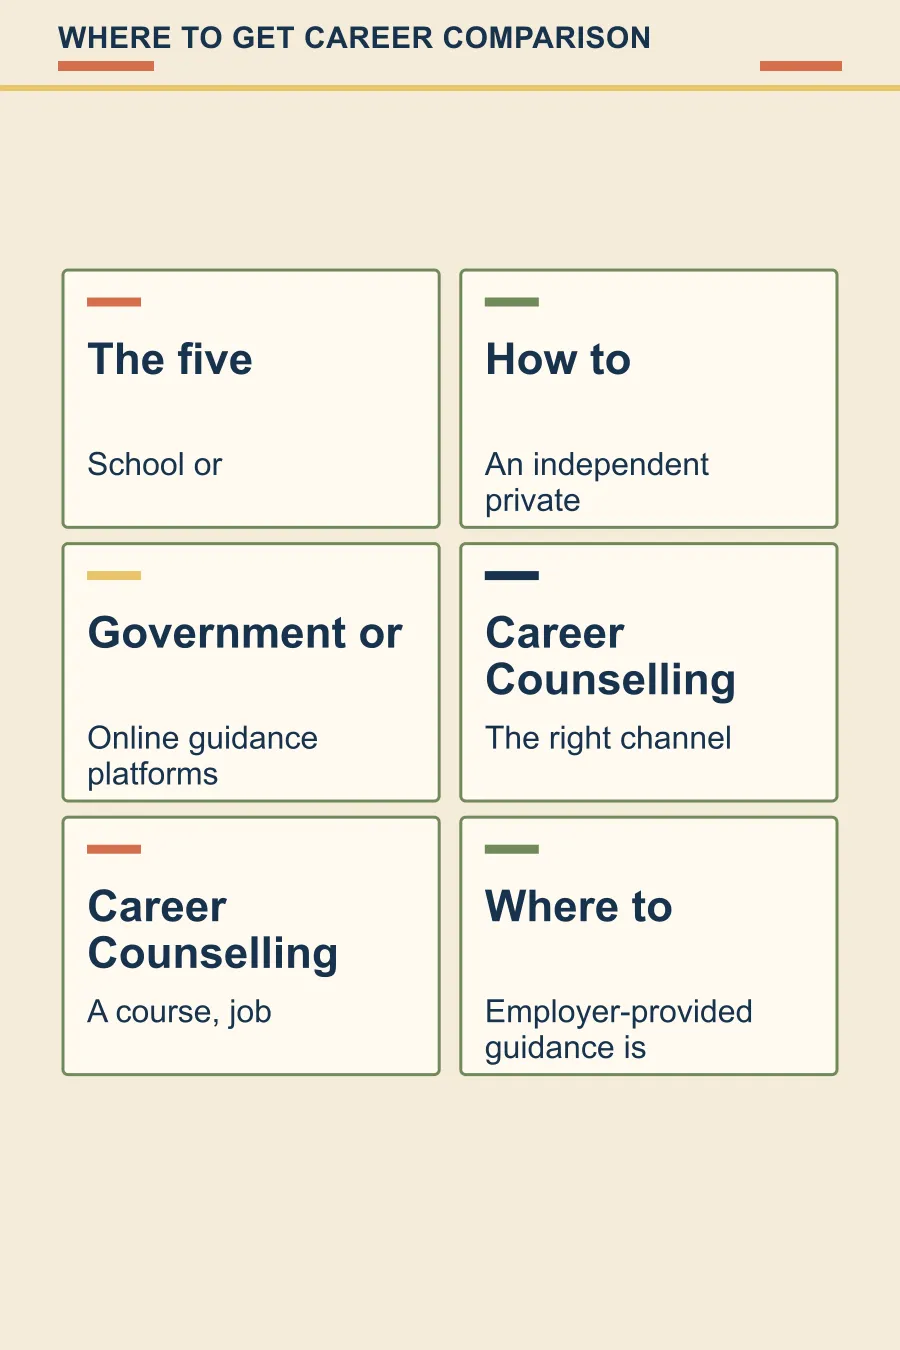 WHERE TO GET CAREER COMPARISON
The five
School or
How to
An independent
private
Government or
Online guidance
platforms
Career
Counselling
The right channel
Career
Counselling
A course, job
Where to
Employer-provided
guidance is